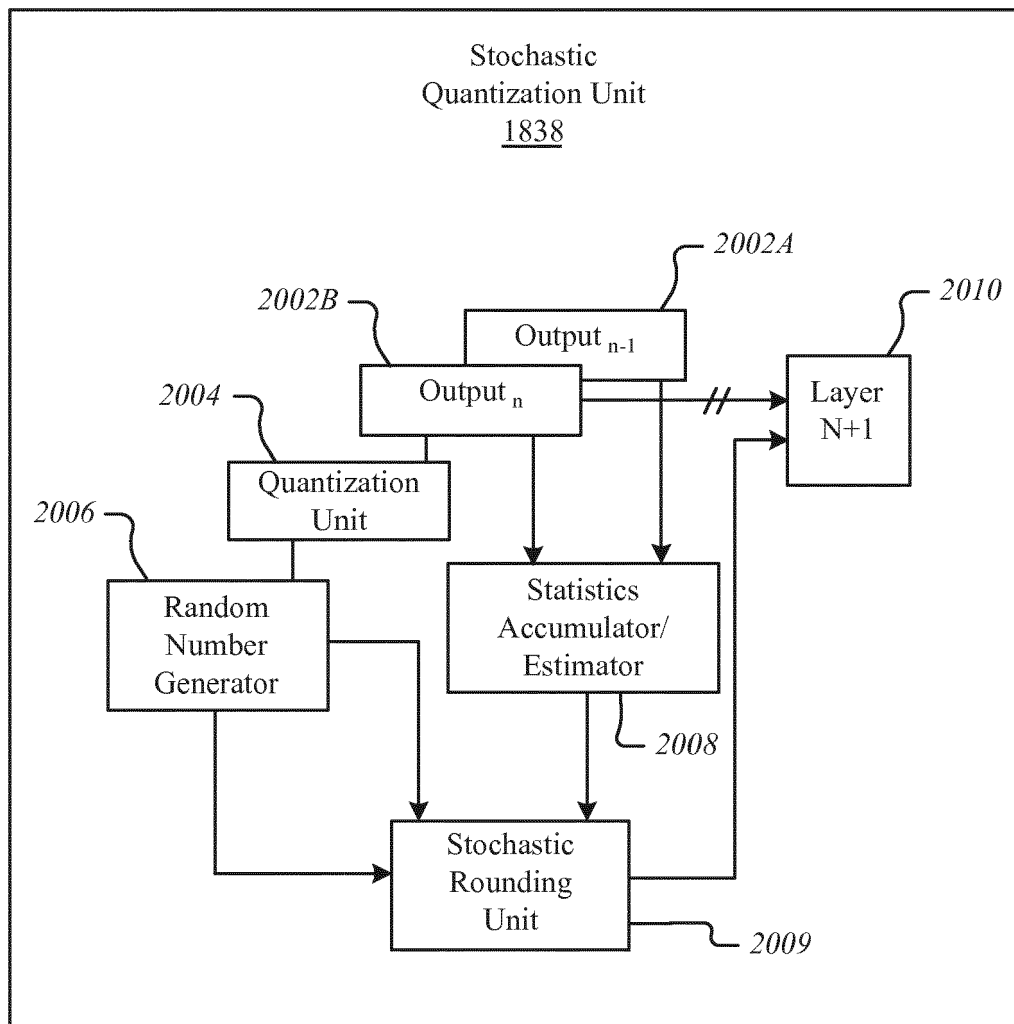 Stochastic
Quantization Unit
1838
2002A
2002B
2010
Output n-1
Output n
Layer
N+1
2004
Quantization
Unit
2006
Random
Number
Generator
Statistics
Accumulator/
Estimator
2008
Stochastic
Rounding
Unit
2009